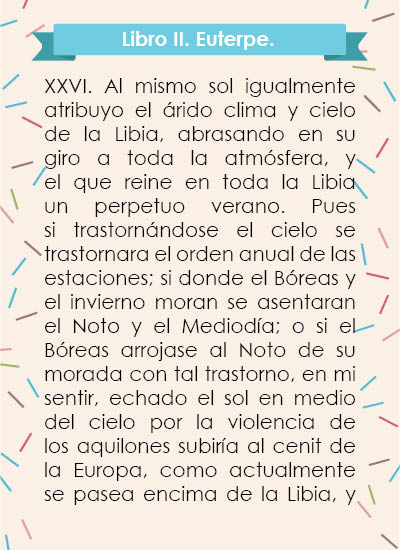 Libro II. Euterpe.
XXVI. Al mismo sol igualmente
atribuyo el árido clima y cielo
de la Libia, abrasando en su
giro a toda la atmósfera, y
el que reine en toda la Libia
un perpetuo verano. Pues
si trastornándose el cielo se
trastornara el orden anual de las
estaciones; si donde el Bóreas y
el invierno moran se asentaran
el Noto y el Mediodía; o si el
Bóreas arrojase al Noto de su
morada con tal trastorno, en mi
sentir, echado el sol en medio
del cielo por la violencia de
los aquilones subiría al cenit de
la Europa, como actualmente
se pasea encima de la Libia, y